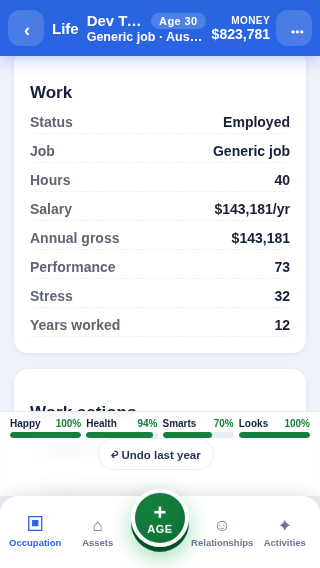 ‹ Life Dev T… Age 30 MONEY
Generic job · Aus… $823,781 ...
Work
Status Employed
Job Generic job
Hours 40
Salary $143,181/yr
Annual gross $143,181
Performance 73
Stress 32
Years worked 12
Work actions
Happy 100% Health 94% Smarts 70% Looks 100%
Undo last year
+
AGE
Occupation Assets Relationships Activities